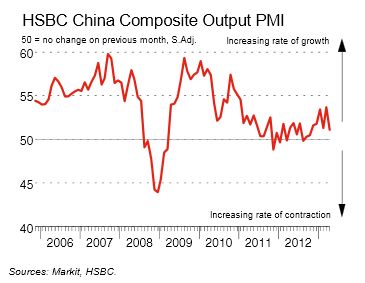 HSBC China Composite Output PMI
50 = no change on previous month, S.Adj.
Increasing rate of growth
60
55
50
45
40
Increasing rate of contraction
2006 2007 2008 2009 2010 2011 2012
Sources: Markit, HSBC.